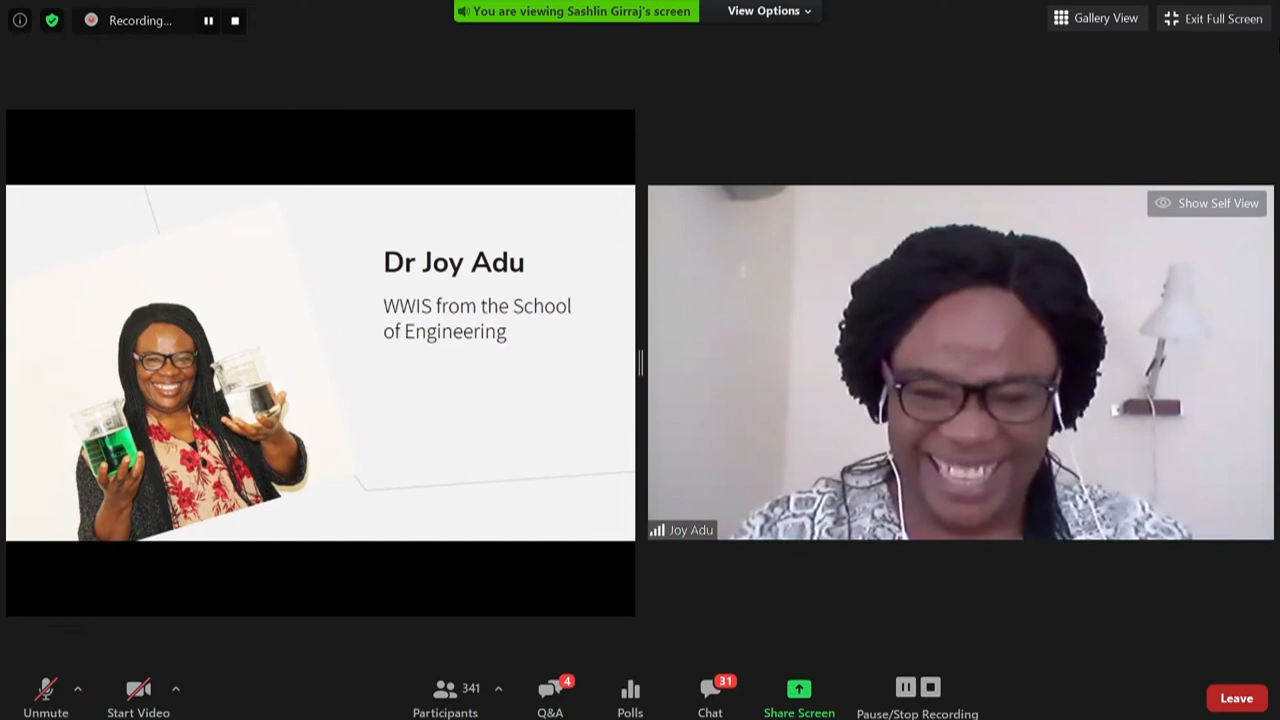 Recording...
You are viewing Sashlin Girraj's screen
View Options
Gallery View
Exit Full Screen
Show Self View
Dr Joy Adu
WWIS from the School
of Engineering
Joy Adu
Unmute
Start Video
341
Participants
4
Q&A
Polls
31
Chat
Share Screen
Pause/Stop Recording
Leave